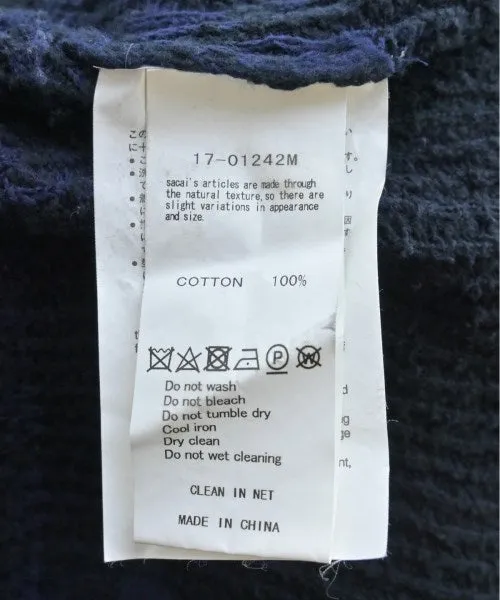 17-01242M
sacai's articles are made through
the natural texture, so there are
slight variations in appearance
and size.
COTTON 100%
Do not wash
Do not bleach
Do not tumble dry
Cool iron
Dry clean
Do not wet cleaning
CLEAN IN NET
MADE IN CHINA